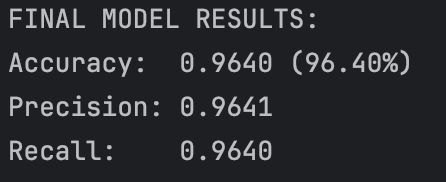 FINAL MODEL RESULTS:
Accuracy:  0.9640 (96.40%)
Precision: 0.9641
Recall:    0.9640